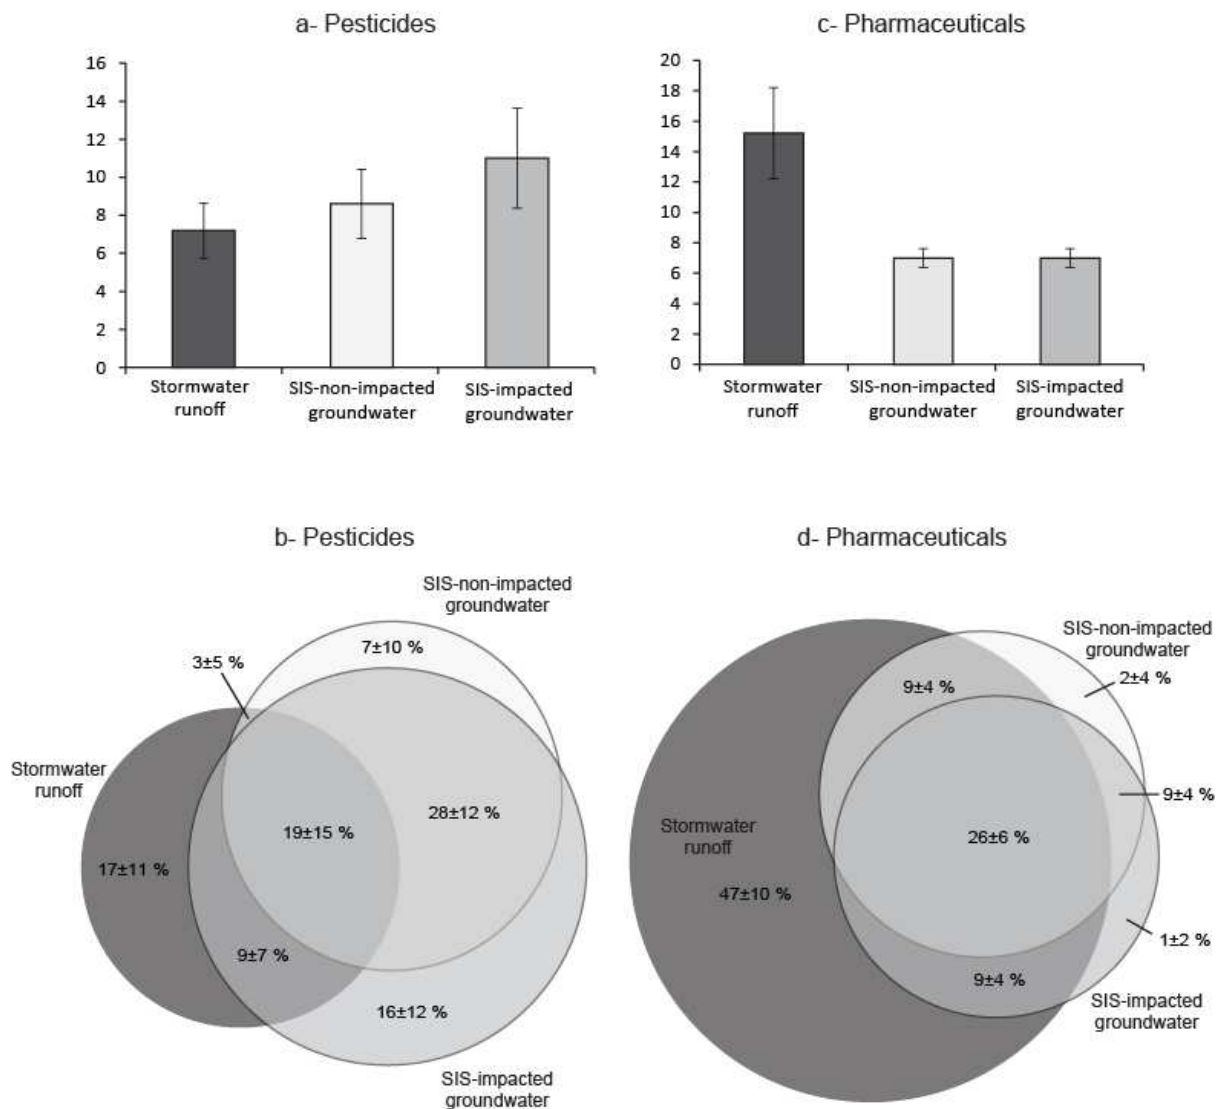 a- Pesticides
16
14
12
10
8
6
4
2
0
Stormwater
runoff
SIS-non-impacted
groundwater
SIS-impacted
groundwater
c- Pharmaceuticals
20
18
16
14
12
10
8
6
4
2
0
Stormwater
runoff
SIS-non-impacted
groundwater
SIS-impacted
groundwater
b- Pesticides
SIS-non-impacted
groundwater
7±10 %
3±5 %
Stormwater
runoff
28±12 %
19±15 %
17±11 %
9±7 %
16±12 %
SIS-impacted
groundwater
d- Pharmaceuticals
SIS-non-impacted
groundwater
2±4 %
9±4 %
9±4 %
Stormwater
runoff
26±6 %
47±10 %
1±2 %
9±4 %
SIS-impacted
groundwater